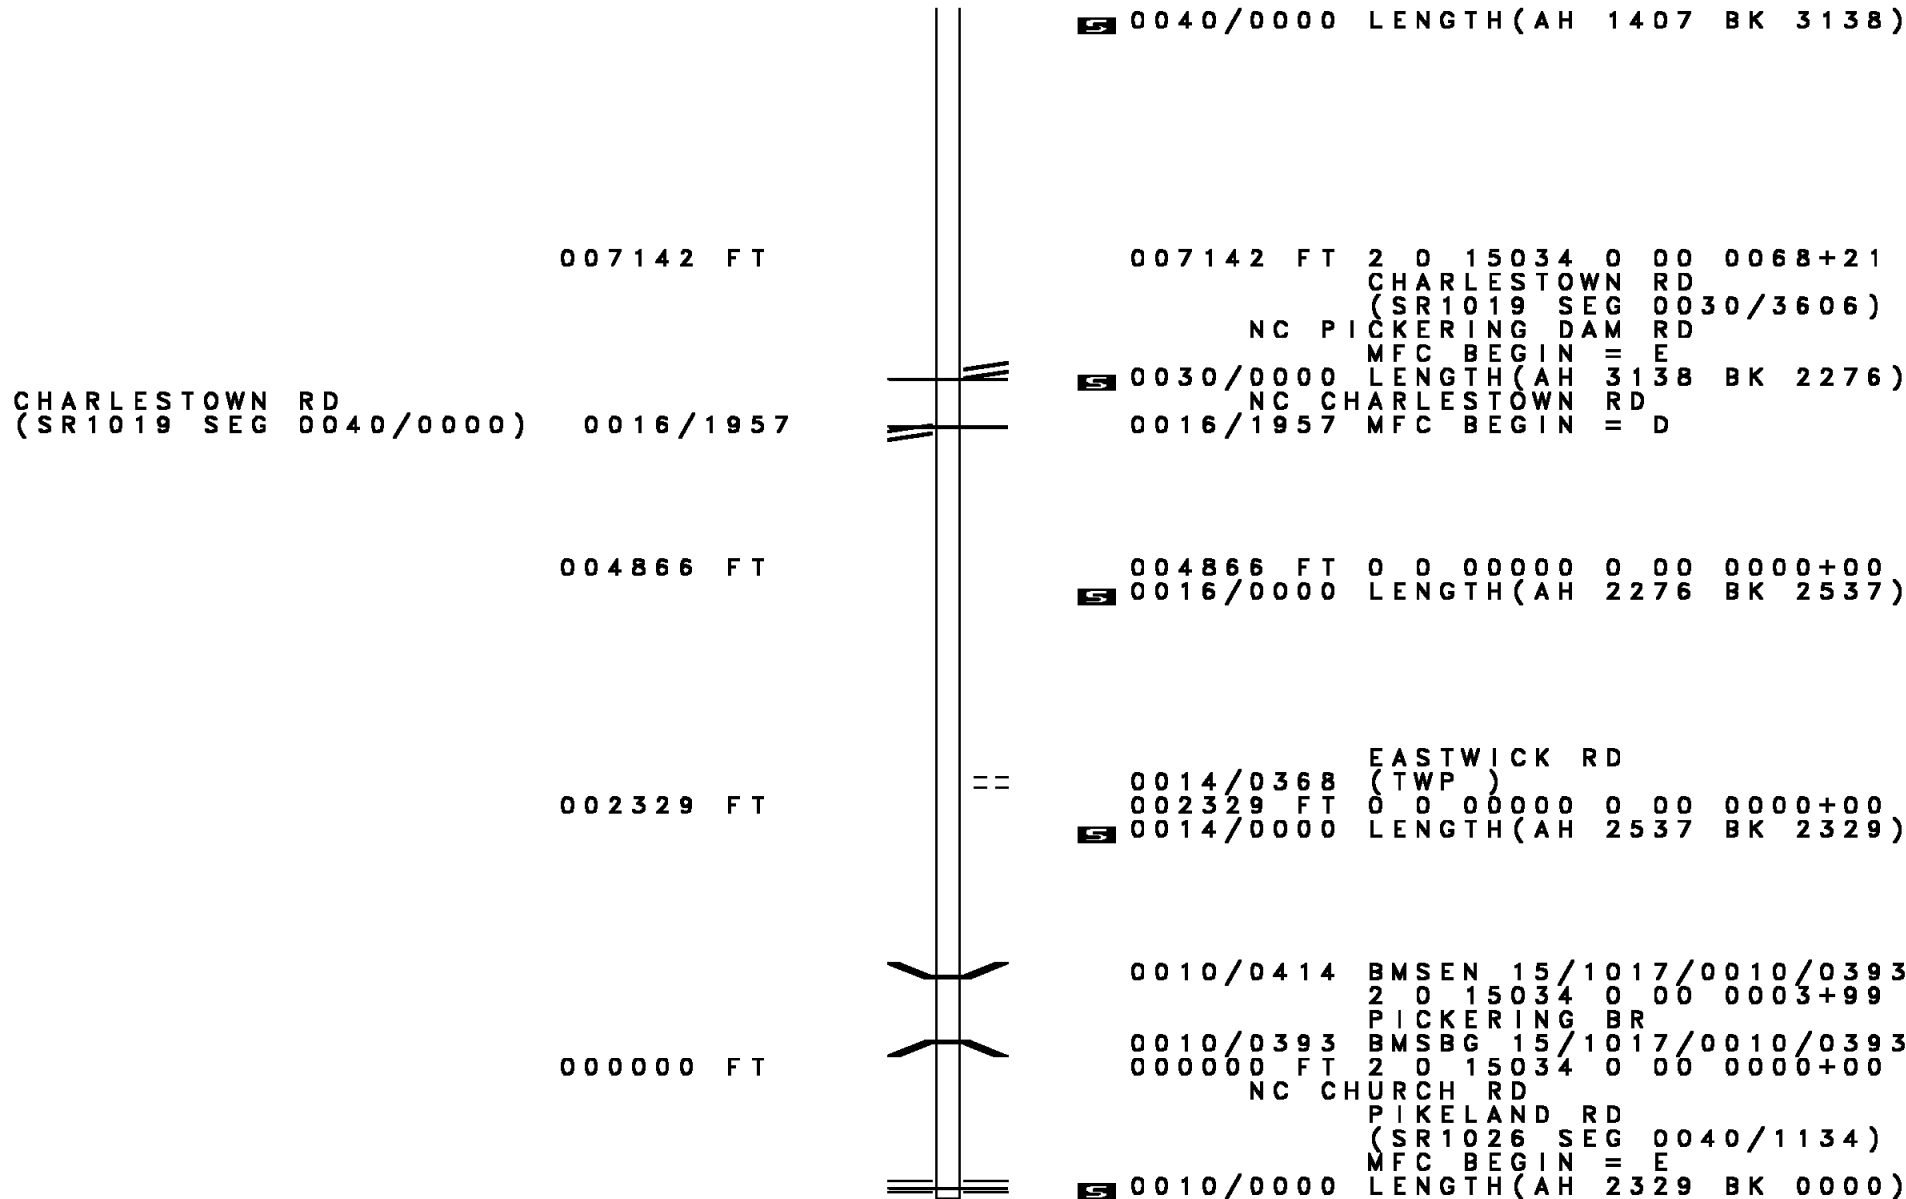 S 0040/0000 LENGTH(AH 1407 BK 3138)
007142 FT 007142 FT 2 0 15034 0 00 0068+21
CHARLESTOWN RD
(SR1019 SEG 0030/3606)
NC PICKERING DAM RD
MFC BEGIN = E
S 0030/0000 LENGTH(AH 3138 BK 2276)
CHARLESTOWN RD NC CHARLESTOWN RD
(SR1019 SEG 0040/0000) 0016/1957 0016/1957 MFC BEGIN = D
004866 FT 004866 FT 0 0 00000 0 00 0000+00
S 0016/0000 LENGTH(AH 2276 BK 2537)
EASTWICK RD
0014/0368 (TWP )
002329 FT 002329 FT 0 0 00000 0 00 0000+00
S 0014/0000 LENGTH(AH 2537 BK 2329)
0010/0414 BMSEN 15/1017/0010/0393
2 0 15034 0 00 0003+99
PICKERING BR
0010/0393 BMSBG 15/1017/0010/0393
000000 FT 000000 FT 2 0 15034 0 00 0000+00
NC CHURCH RD
PIKELAND RD
(SR1026 SEG 0040/1134)
MFC BEGIN = E
S 0010/0000 LENGTH(AH 2329 BK 0000)